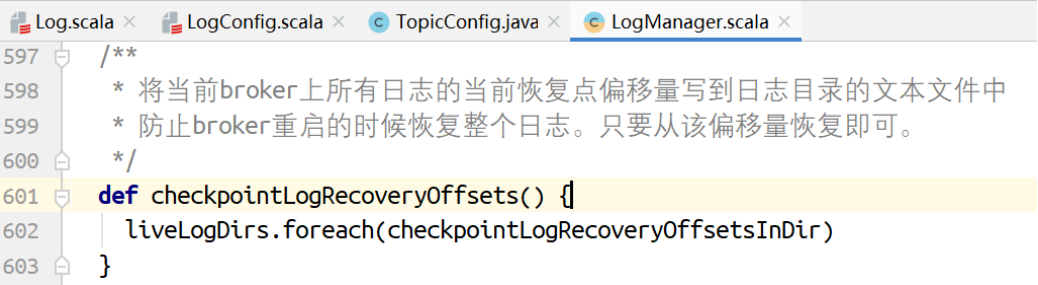 Log.scala LogConfig.scala TopicConfig.java LogManager.scala
597 /**
598 * 将当前broker上所有日志的当前恢复点偏移量写到日志目录的文本文件中
599 * 防止broker重启的时候恢复整个日志。只要从该偏移量恢复即可。
600 */
601 def checkpointLogRecoveryOffsets() {
602 liveLogDirs.foreach(checkpointLogRecoveryOffsetsInDir)
603 }